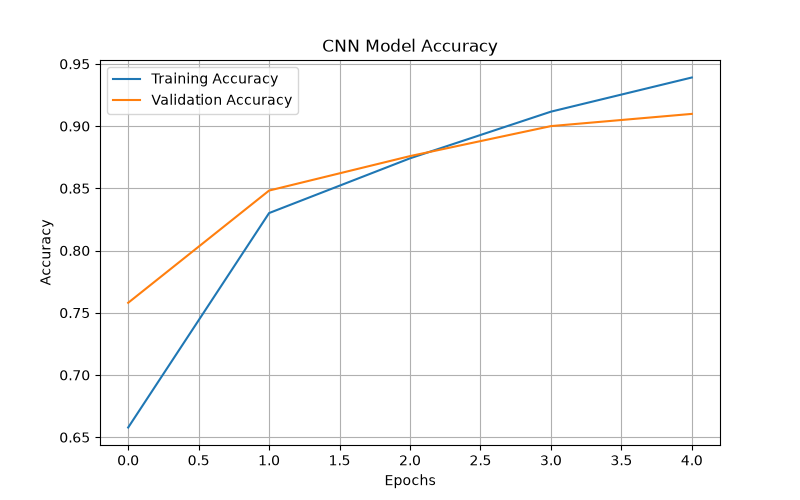 CNN Model Accuracy
Training Accuracy
Validation Accuracy
0.95
0.90
0.85
0.80
0.75
0.70
0.65
Accuracy
0.0 0.5 1.0 1.5 2.0 2.5 3.0 3.5 4.0
Epochs